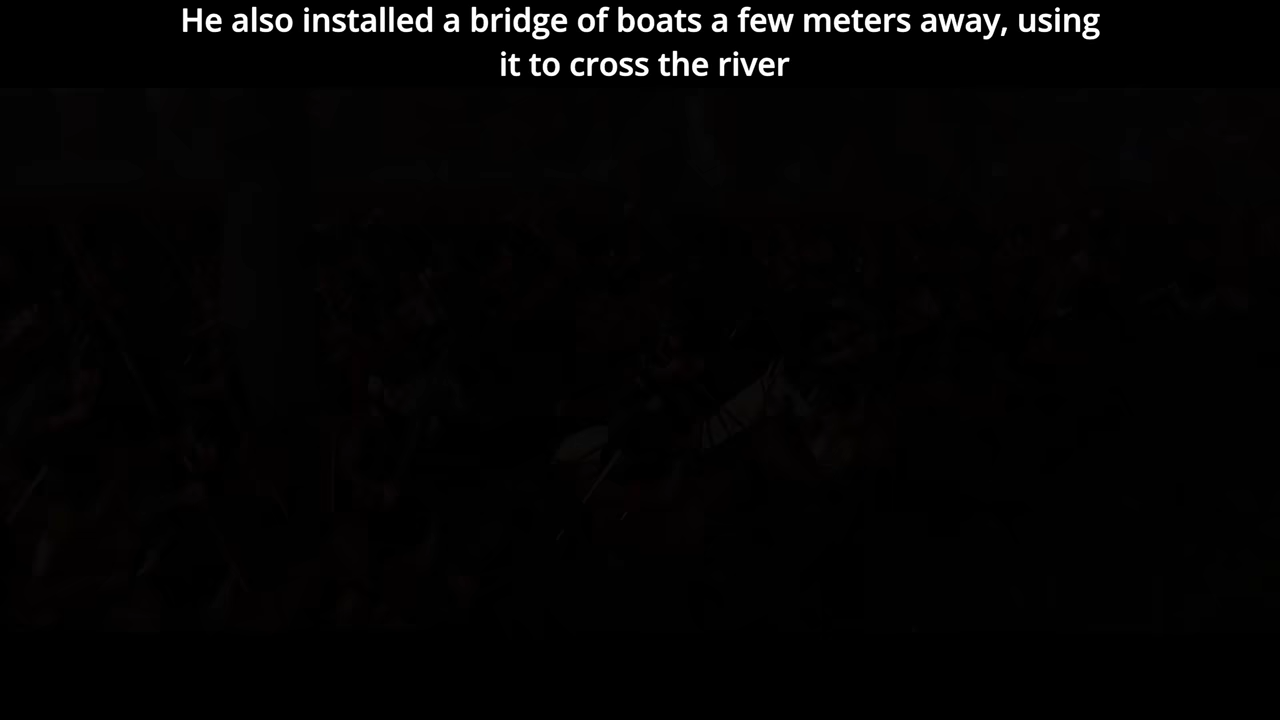 He also installed a bridge of boats a few meters away, using
it to cross the river